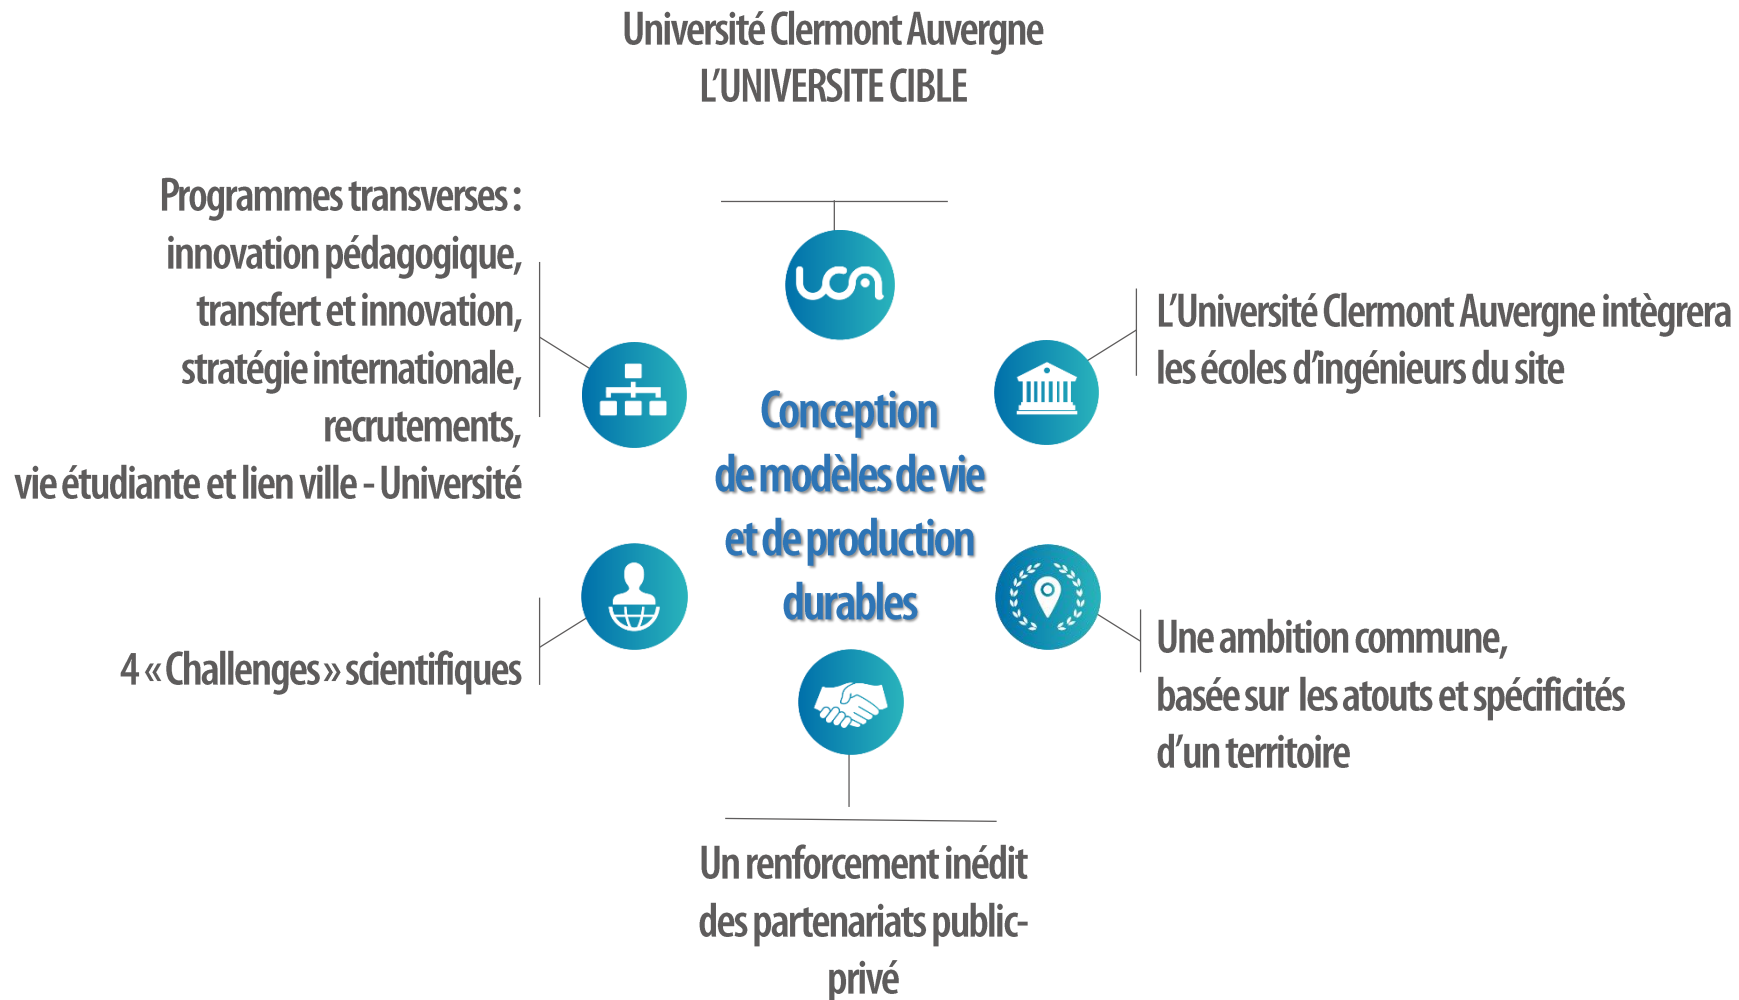 Université Clermont Auvergne
L’UNIVERSITE CIBLE
Programmes transverses :
innovation pédagogique,
transfert et innovation,
stratégie internationale,
recrutements,
vie étudiante et lien ville - Université
uca
L’Université Clermont Auvergne intègrera
les écoles d’ingénieurs du site
Conception
de modèles de vie
et de production
durables
4 « Challenges » scientifiques
Une ambition commune,
basée sur les atouts et spécificités
d’un territoire
Un renforcement inédit
des partenariats public-
privé